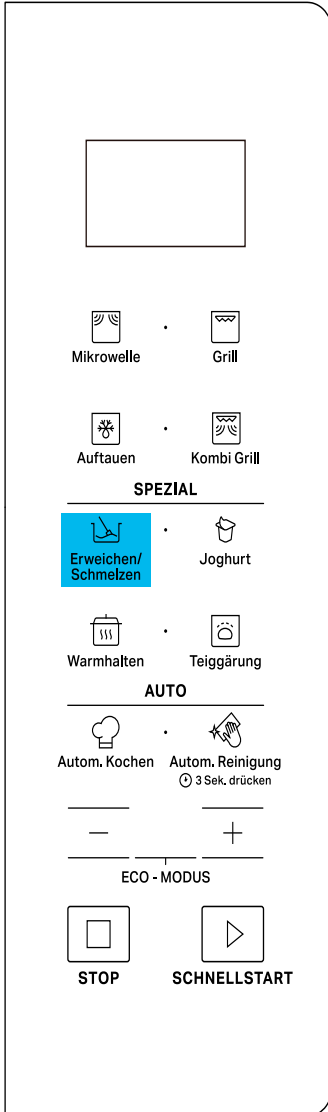 Mikrowelle
Grill
Auftauen
Kombi Grill
SPEZIAL
Erweichen/
Schmelzen
Joghurt
Warmhalten
Teiggärung
AUTO
Autom. Kochen
Autom. Reinigung
3 Sek. drücken
ECO - MODUS
STOP
SCHNELLSTART